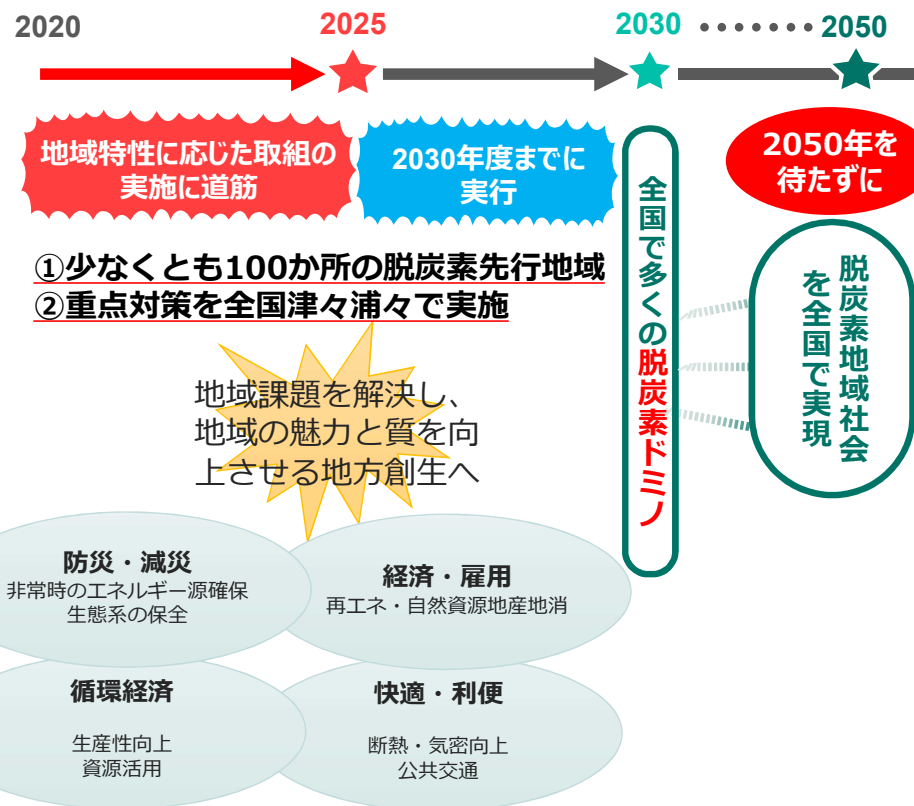 2020
2025
2030
2050
地域特性に応じた取組の
実施に道筋
2030年度までに
実行
2050年を
待たずに
①少なくとも100か所の脱炭素先行地域
②重点対策を全国津々浦々で実施
全国で多くの脱炭素ドミノ
脱炭素地域社会
を全国で実現
地域課題を解決し、
地域の魅力と質を向
上させる地方創生へ
防災・減災
非常時のエネルギー源確保
生態系の保全
経済・雇用
再エネ・自然資源地産地消
循環経済
生産性向上
資源活用
快適・利便
断熱・気密向上
公共交通